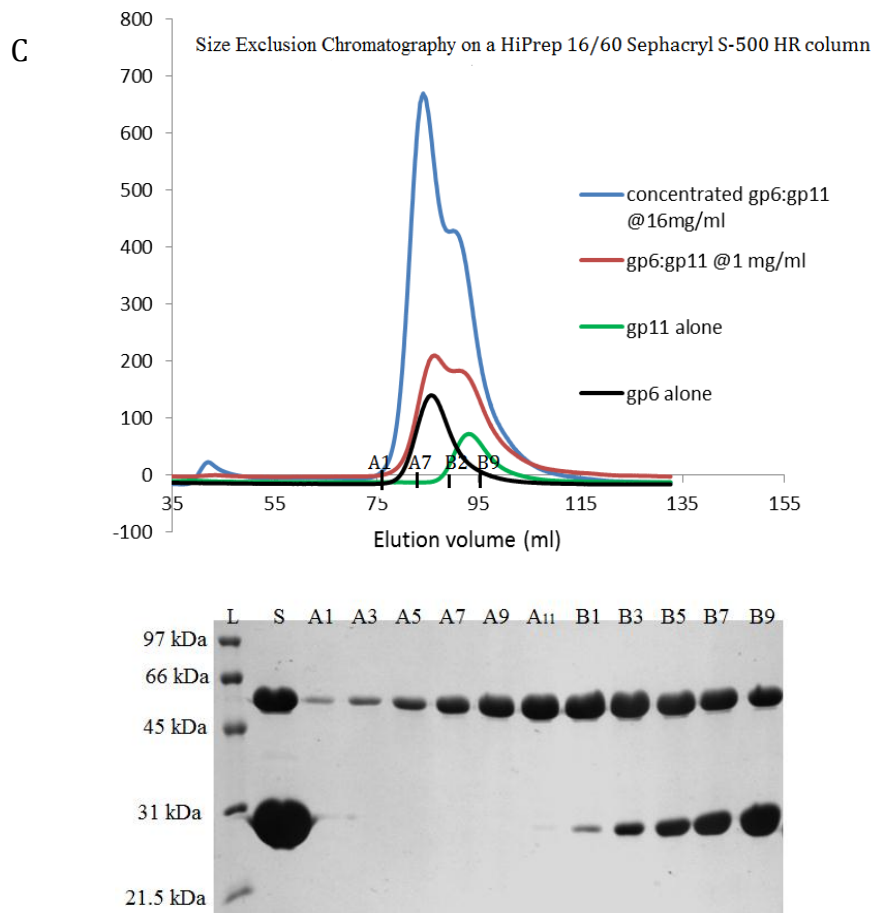 C
Size Exclusion Chromatography on a HiPrep 16/60 Sephacryl S-500 HR column
800
700
600
500
400
300
200
100
0
-100
concentrated gp6:gp11
@16mg/ml
gp6:gp11 @1 mg/ml
gp11 alone
gp6 alone
A1 A7 B2 B9
35 55 75 95 115 135 155
Elution volume (ml)
L S A1 A3 A5 A7 A9 A11 B1 B3 B5 B7 B9
97 kDa
66 kDa
45 kDa
31 kDa
21.5 kDa